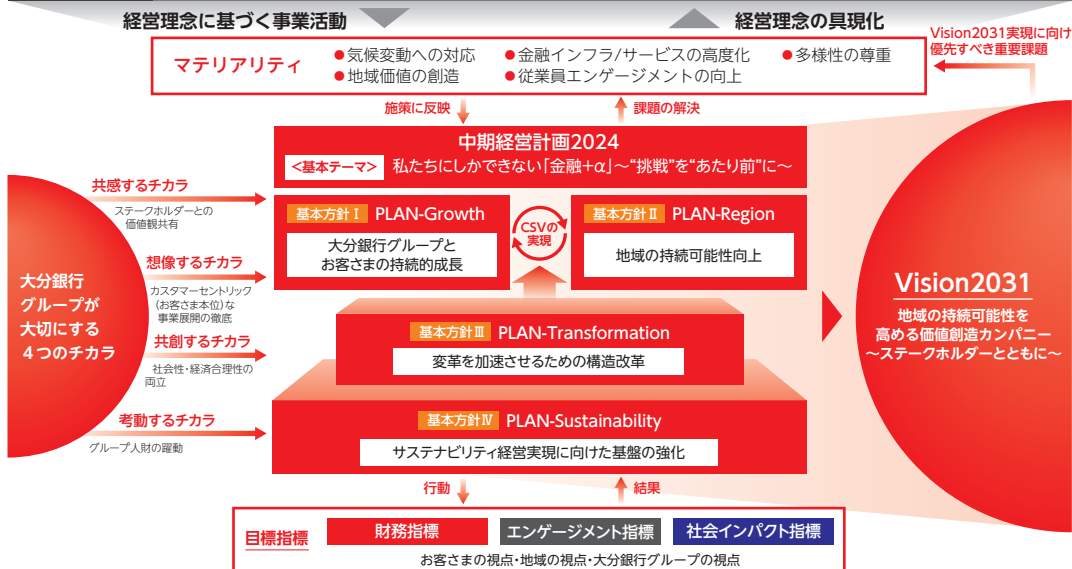 経営理念に基づく事業活動
経営理念の具現化
Vision2031実現に向け
優先すべき重要課題
マテリアリティ
●気候変動への対応
●金融インフラ/サービスの高度化
●多様性の尊重
●地域価値の創造
●従業員エンゲージメントの向上
施策に反映
課題の解決
中期経営計画2024
<基本テーマ> 私たちにしかできない「金融+α」～“挑戦”を“あたり前”に～
大分銀行
グループが
大切にする
4つのチカラ
共感するチカラ
ステークホルダーとの
価値観共有
想像するチカラ
カスタマーセントリック
(お客さま本位)な
事業展開の徹底
共創するチカラ
社会性・経済合理性の
両立
考動するチカラ
グループ人財の躍動
基本方針Ⅰ PLAN-Growth
大分銀行グループと
お客さまの持続的成長
CSVの
実現
基本方針Ⅱ PLAN-Region
地域の持続可能性向上
基本方針Ⅲ PLAN-Transformation
変革を加速させるための構造改革
基本方針Ⅳ PLAN-Sustainability
サステナビリティ経営実現に向けた基盤の強化
Vision2031
地域の持続可能性を
高める価値創造カンパニー
～ステークホルダーとともに～
行動
結果
目標指標
財務指標
エンゲージメント指標
社会インパクト指標
お客さまの視点・地域の視点・大分銀行グループの視点